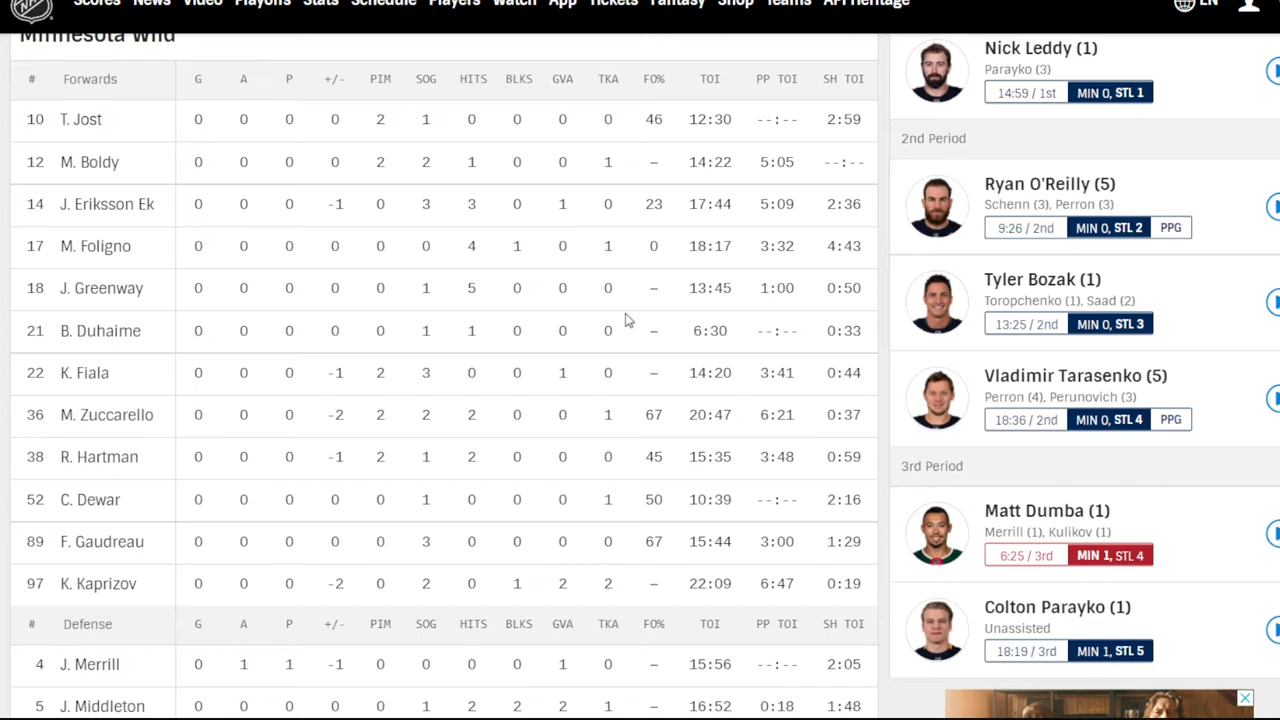 NHL Scores News Video Playoffs Stats Schedule Players Watch App Tickets Fantasy Shop Teams API Heritage EN
Minnesota Wild
# Forwards G A +/- PIM SOG HITS BLKS GVA TKA FO% TOI PP TOI SH TOI
10 T. Jost 0 0 0 0 2 1 0 0 0 0 46 12:30 --:-- 2:59
12 M. Boldy 0 0 0 0 2 2 1 0 0 1 – 14:22 5:05 --:--
14 J. Eriksson Ek 0 0 0 -1 0 3 3 0 1 0 23 17:44 5:09 2:36
17 M. Foligno 0 0 0 0 0 0 4 1 0 1 0 18:17 3:32 4:43
18 J. Greenway 0 0 0 0 0 1 5 0 0 0 – 13:45 1:00 0:50
21 B. Duhaime 0 0 0 0 0 1 1 0 0 0 – 6:30 --:-- 0:33
22 K. Fiala 0 0 0 -1 2 3 0 0 1 0 – 14:20 3:41 0:44
36 M. Zuccarello 0 0 0 -2 2 2 2 0 0 1 67 20:47 6:21 0:37
38 R. Hartman 0 0 0 -1 2 1 2 0 0 0 45 15:35 3:48 0:59
52 C. Dewar 0 0 0 0 0 1 0 0 0 1 50 10:39 --:-- 2:16
89 F. Gaudreau 0 0 0 0 0 3 0 0 0 0 67 15:44 3:00 1:29
97 K. Kaprizov 0 0 0 -2 0 2 0 1 2 2 – 22:09 6:47 0:19
# Defense G A P +/- PIM SOG HITS BLKS GVA TKA FO% TOI PP TOI SH TOI
4 J. Merrill 0 1 1 -1 0 0 0 0 1 0 – 15:56 --:-- 2:05
5 J. Middleton 0 0 0 0 0 1 2 2 2 1 – 16:52 0:18 1:48
Nick Leddy (1)
Parayko (3)
14:59 / 1st MIN 0, STL 1
2nd Period
Ryan O'Reilly (5)
Schenn (3), Perron (3)
9:26 / 2nd MIN 0, STL 2 PPG
Tyler Bozak (1)
Toropchenko (1), Saad (2)
13:25 / 2nd MIN 0, STL 3
Vladimir Tarasenko (5)
Perron (4), Perunovich (3)
18:36 / 2nd MIN 0, STL 4 PPG
3rd Period
Matt Dumba (1)
Merrill (1), Kulikov (1)
6:25 / 3rd MIN 1, STL 4
Colton Parayko (1)
Unassisted
18:19 / 3rd MIN 1, STL 5